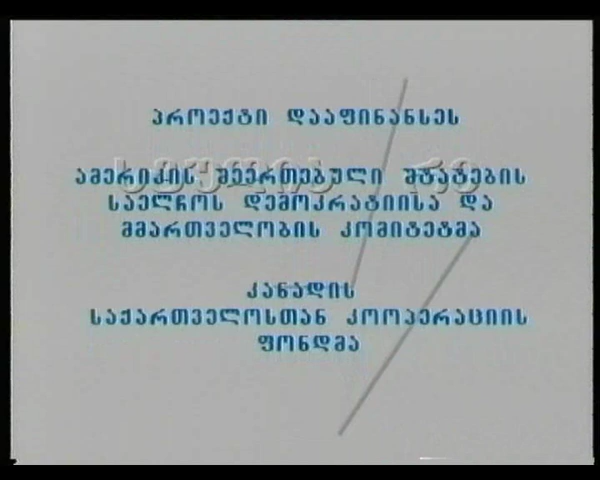 პროექტი დააფინანსეს
ამერიკის შეერთებული შტატების
საელჩოს დემოკრატიისა და
მმართველობის კომიტეტმა
კანადის
საქართველოსთან კოოპერაციის
ფონდმა